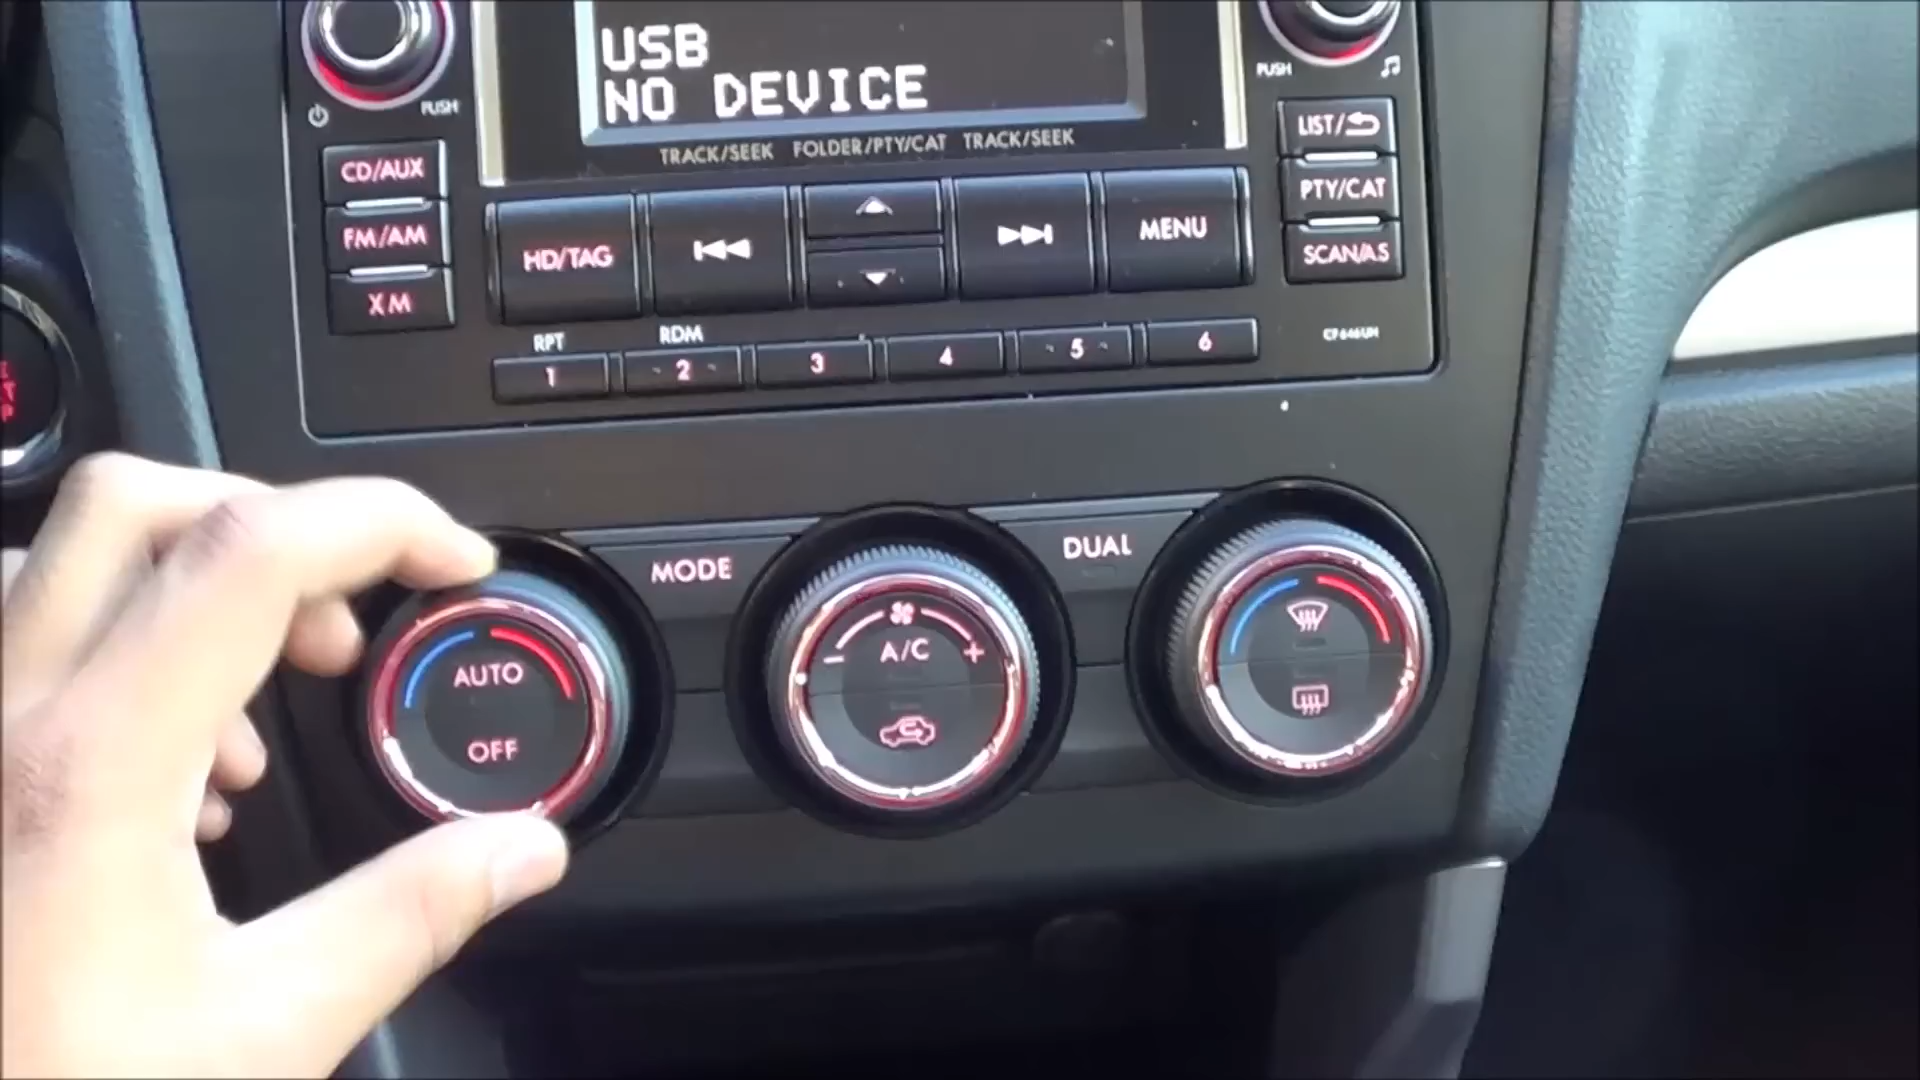 USB
NO DEVICE
PUSH
PUSH
TRACK/SEEK FOLDER/PTY/CAT TRACK/SEEK
CD/AUX
FM/AM
XM
HD/TAG
MENU
LIST/
PTY/CAT
SCAN/AS
RPT
RDM
1
2
3
4
5
6
CF646UM
MODE
DUAL
AUTO
OFF
A/C
- +